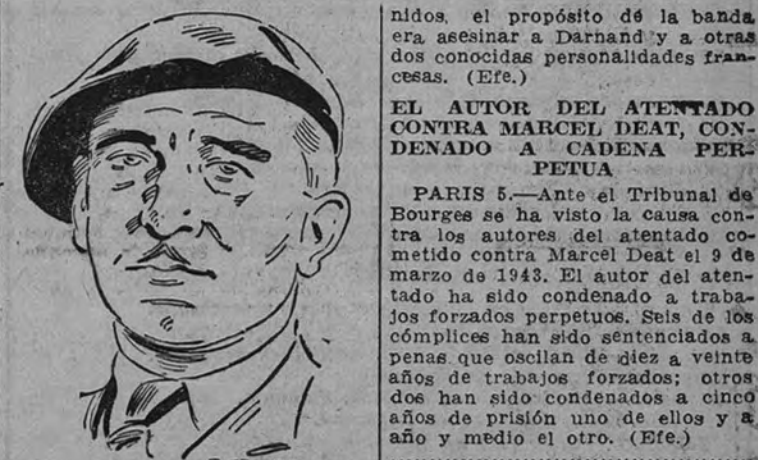 nidos, el propósito de la banda
era asesinar a Darnand y a otras
dos conocidas personalidades fran-
cesas. (Efe.)
EL AUTOR DEL ATENTADO
CONTRA MARCEL DEAT, CON-
DENADO A CADENA PER-
PETUA
PARIS 5.—Ante el Tribunal de
Bourges se ha visto la causa con-
tra los autores del atentado co-
metido contra Marcel Deat el 9 de
marzo de 1943. El autor del aten-
tado ha sido condenado a traba-
jos forzados perpetuos. Seis de los
cómplices han sido sentenciados a
penas que oscilan de diez a veinte
años de trabajos forzados; otros
dos han sido condenados a cinco
años de prisión uno de ellos y a
año y medio el otro. (Efe.)